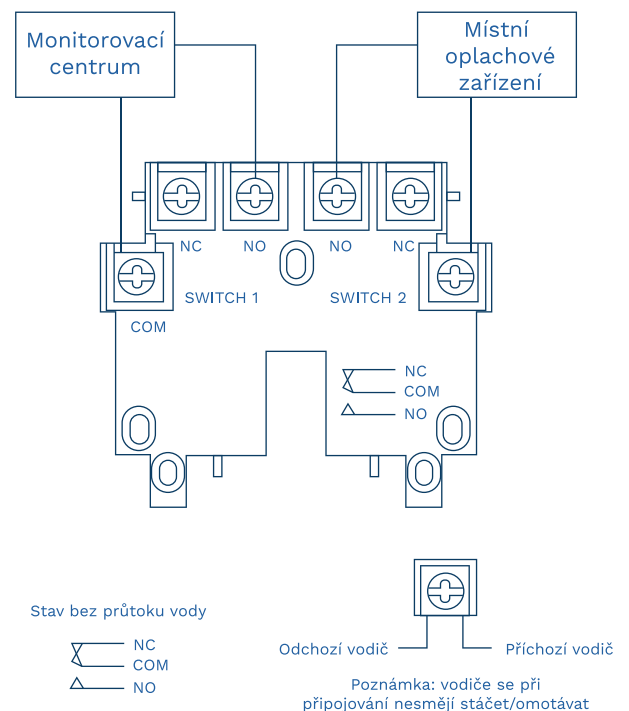 Monitorovací
centrum
Místní
oplachové
zařízení
NC
NO
NO
NC
SWITCH 1
SWITCH 2
COM
NC
COM
NO
Stav bez průtoku vody
NC
COM
NO
Odchozí vodič
Příchozí vodič
Poznámka: vodiče se při
připojování nesmějí stáčet/omotávat